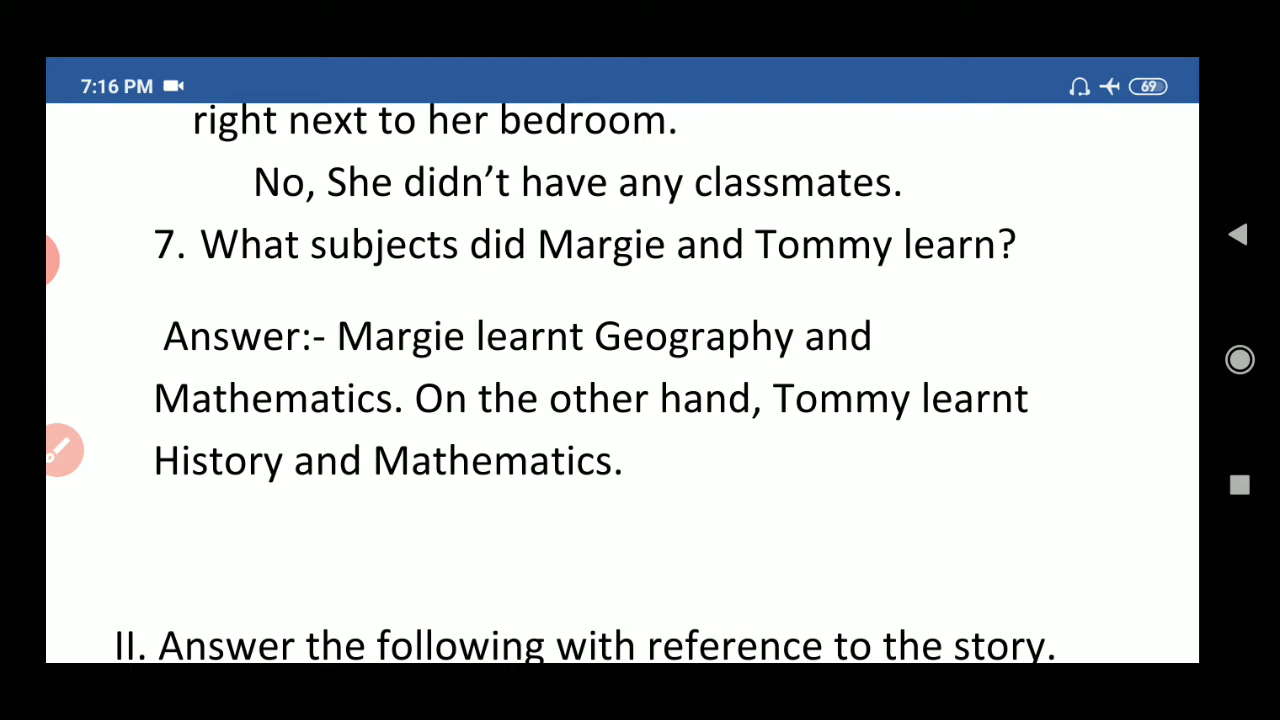 7:16 PM 69
right next to her bedroom.
No, She didn’t have any classmates.
7. What subjects did Margie and Tommy learn?
Answer:- Margie learnt Geography and
Mathematics. On the other hand, Tommy learnt
History and Mathematics.
II. Answer the following with reference to the story.